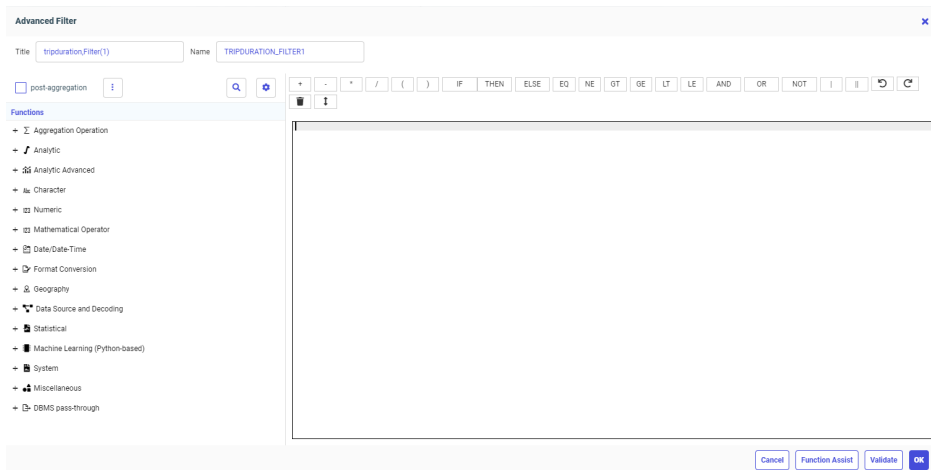 Advanced Filter
Title tripduration,Filter(1) Name TRIPDURATION_FILTER1
post-aggregation
+ - * / ( ) IF THEN ELSE EQ NE GT GE LT LE AND OR NOT | ||
Functions
+ Σ Aggregation Operation
+ Analytic
+ Analytic Advanced
+ Abc Character
+ 123 Numeric
+ 123 Mathematical Operator
+ Date/Date-Time
+ Format Conversion
+ Geography
+ Data Source and Decoding
+ Statistical
+ Machine Learning (Python-based)
+ System
+ Miscellaneous
+ DBMS pass-through
Cancel Function Assist Validate OK